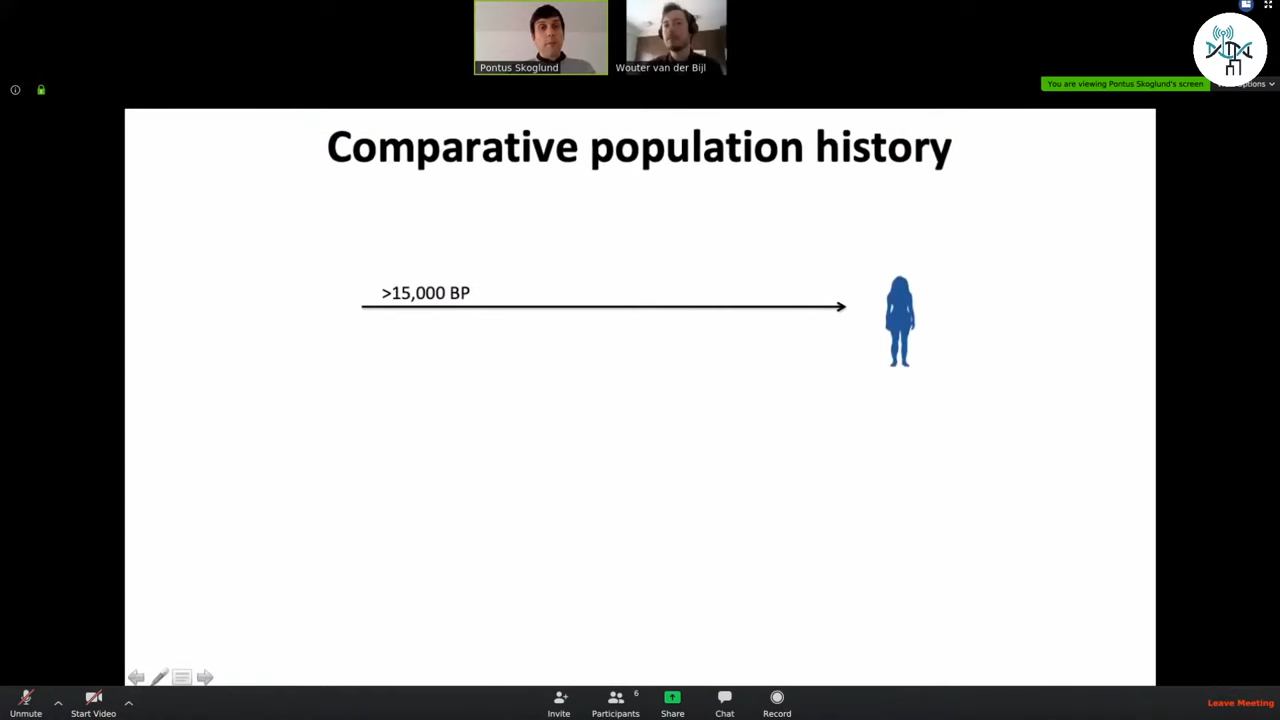 Pontus Skoglund
Wouter van der Bijl
You are viewing Pontus Skoglund's screen
Options
Comparative population history
>15,000 BP
Unmute
Start Video
Invite
Participants
6
Share
Chat
Record
Leave Meeting